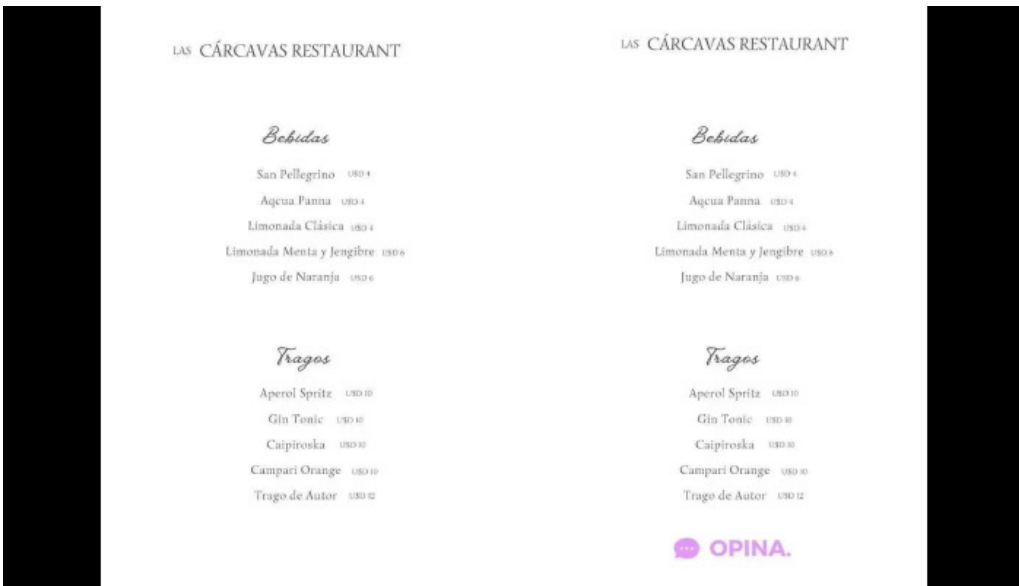 LAS CÁRCAVAS RESTAURANT
Bebidas
San Pellegrino USD 4
Aqcua Panna USD 4
Limonada Clásica USD 4
Limonada Menta y Jengibre USD 6
Jugo de Naranja USD 6
Tragos
Aperol Spritz USD 10
Gin Tonic USD 10
Caipiroska USD 10
Campari Orange USD 10
Trago de Autor USD 12
LAS CÁRCAVAS RESTAURANT
Bebidas
San Pellegrino USD 4
Aqcua Panna USD 4
Limonada Clásica USD 4
Limonada Menta y Jengibre USD 6
Jugo de Naranja USD 6
Tragos
Aperol Spritz USD 10
Gin Tonic USD 10
Caipiroska USD 10
Campari Orange USD 10
Trago de Autor USD 12
OPINA.